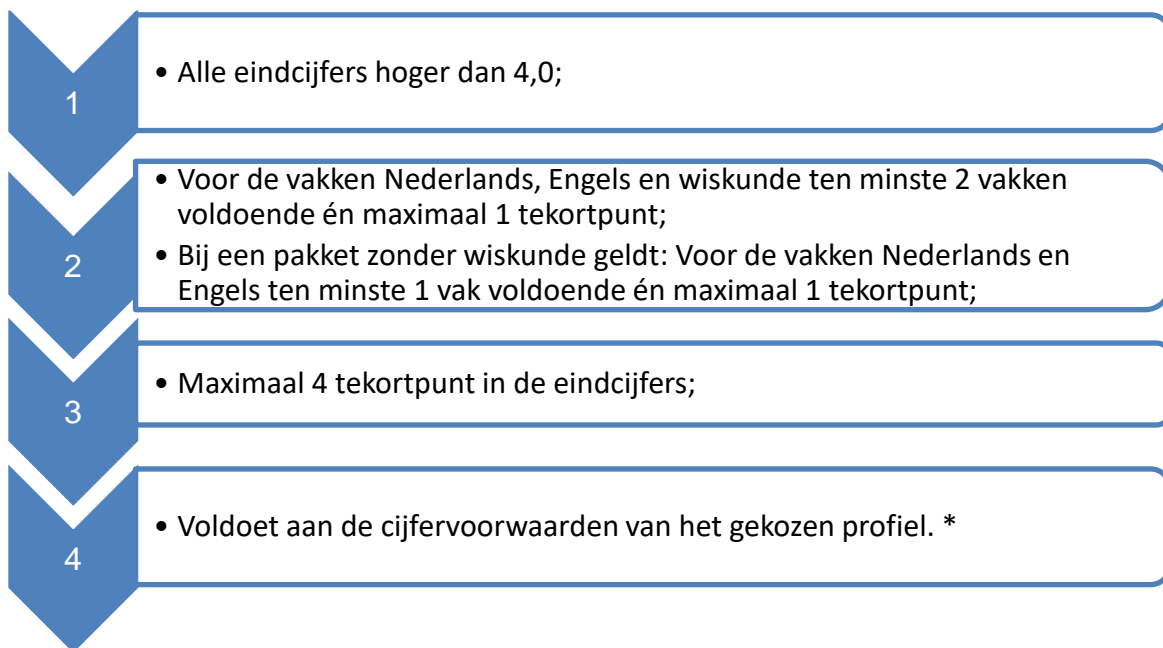 1
• Alle eindcijfers hoger dan 4,0;
2
• Voor de vakken Nederlands, Engels en wiskunde ten minste 2 vakken
voldoende én maximaal 1 tekortpunt;
• Bij een pakket zonder wiskunde geldt: Voor de vakken Nederlands en
Engels ten minste 1 vak voldoende én maximaal 1 tekortpunt;
3
• Maximaal 4 tekortpunt in de eindcijfers;
4
• Voldoet aan de cijfervoorwaarden van het gekozen profiel. *